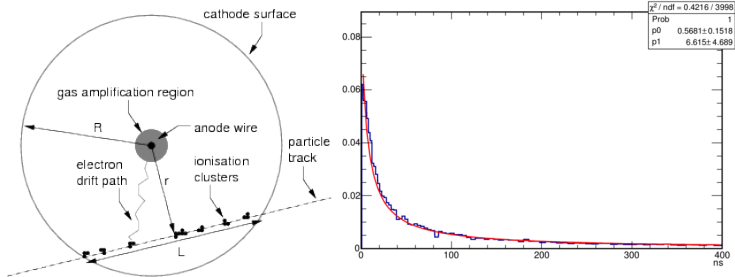 cathode surface
gas amplification region
R
anode wire
particle
track
electron
drift path
r
ionisation
clusters
L
χ² / ndf = 0.4216 / 3998
Prob 1
p0 0.5681± 0.1518
p1 6.615± 4.689
0.08
0.06
0.04
0.02
0
0 100 200 300 400
ns